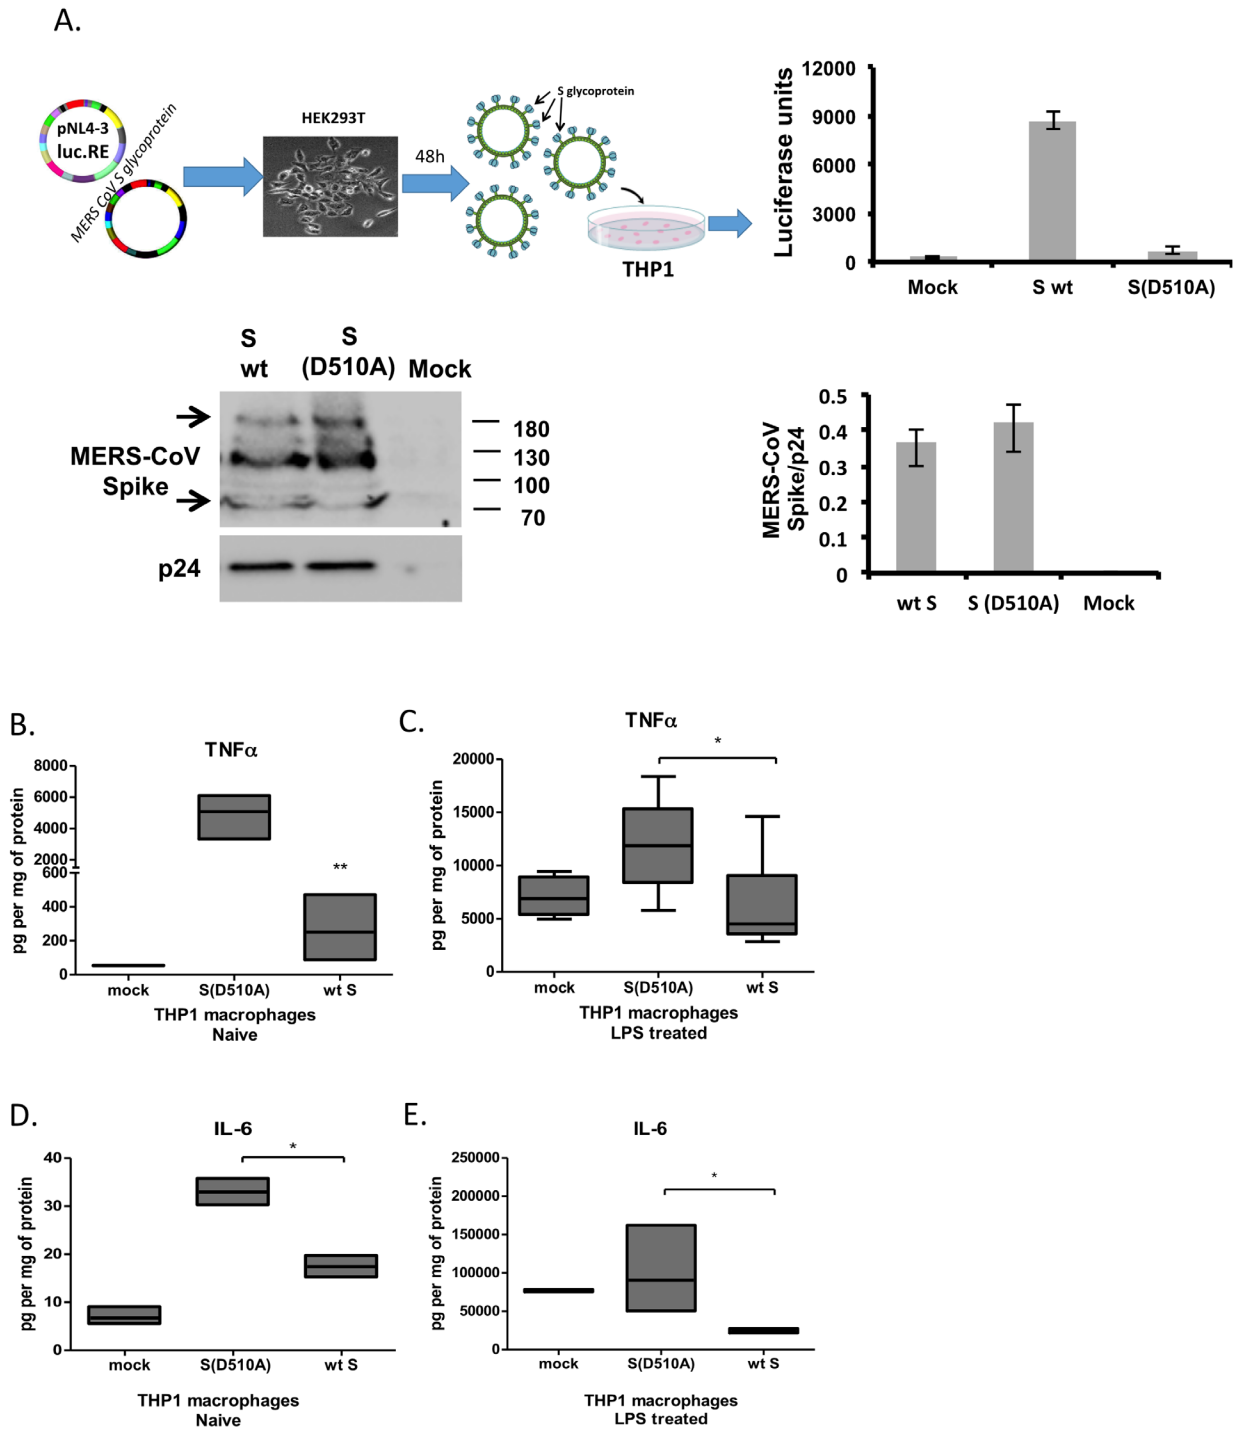 A.
pNL4-3
luc.RE
MERS CoV S glycoprotein
HEK293T
48h
S glycoprotein
THP1
Luciferase units
12000
9000
6000
3000
0
Mock
S wt
S(D510A)
S
wt
S
(D510A)
Mock
MERS-CoV
Spike
180
130
100
70
p24
MERS-CoV
Spike/p24
0.5
0.4
0.3
0.2
0.1
0
wt S
S (D510A)
Mock
B.
TNFα
pg per mg of protein
8000
6000
4000
2000
600
400
200
0
**
mock
S(D510A)
wt S
THP1 macrophages
Naive
C.
TNFα
pg per mg of protein
20000
15000
10000
5000
0
*
mock
S(D510A)
wt S
THP1 macrophages
LPS treated
D.
IL-6
pg per mg of protein
40
30
20
10
0
*
mock
S(D510A)
wt S
THP1 macrophages
Naive
E.
IL-6
pg per mg of protein
250000
200000
150000
100000
50000
0
*
mock
S(D510A)
wt S
THP1 macrophages
LPS treated